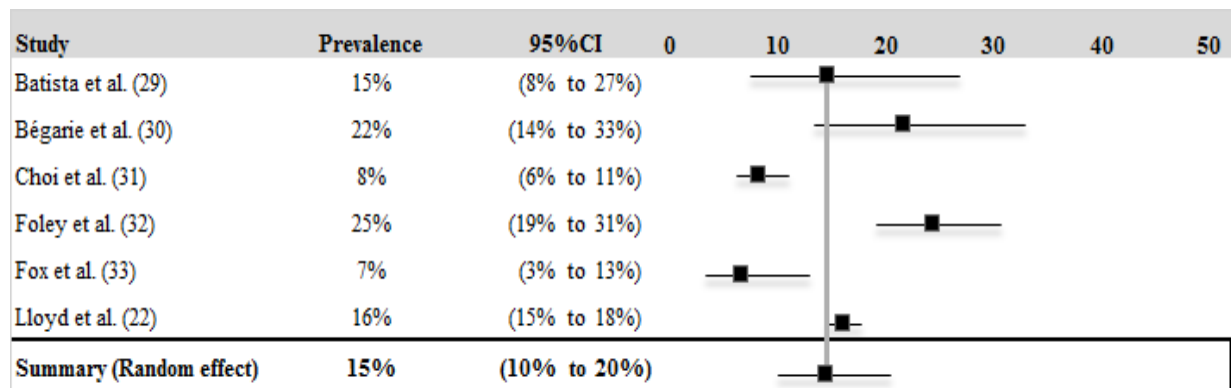 Study Prevalence 95%CI 0 10 20 30 40 50
Batista et al. (29) 15% (8% to 27%)
Bégarie et al. (30) 22% (14% to 33%)
Choi et al. (31) 8% (6% to 11%)
Foley et al. (32) 25% (19% to 31%)
Fox et al. (33) 7% (3% to 13%)
Lloyd et al. (22) 16% (15% to 18%)
Summary (Random effect) 15% (10% to 20%)